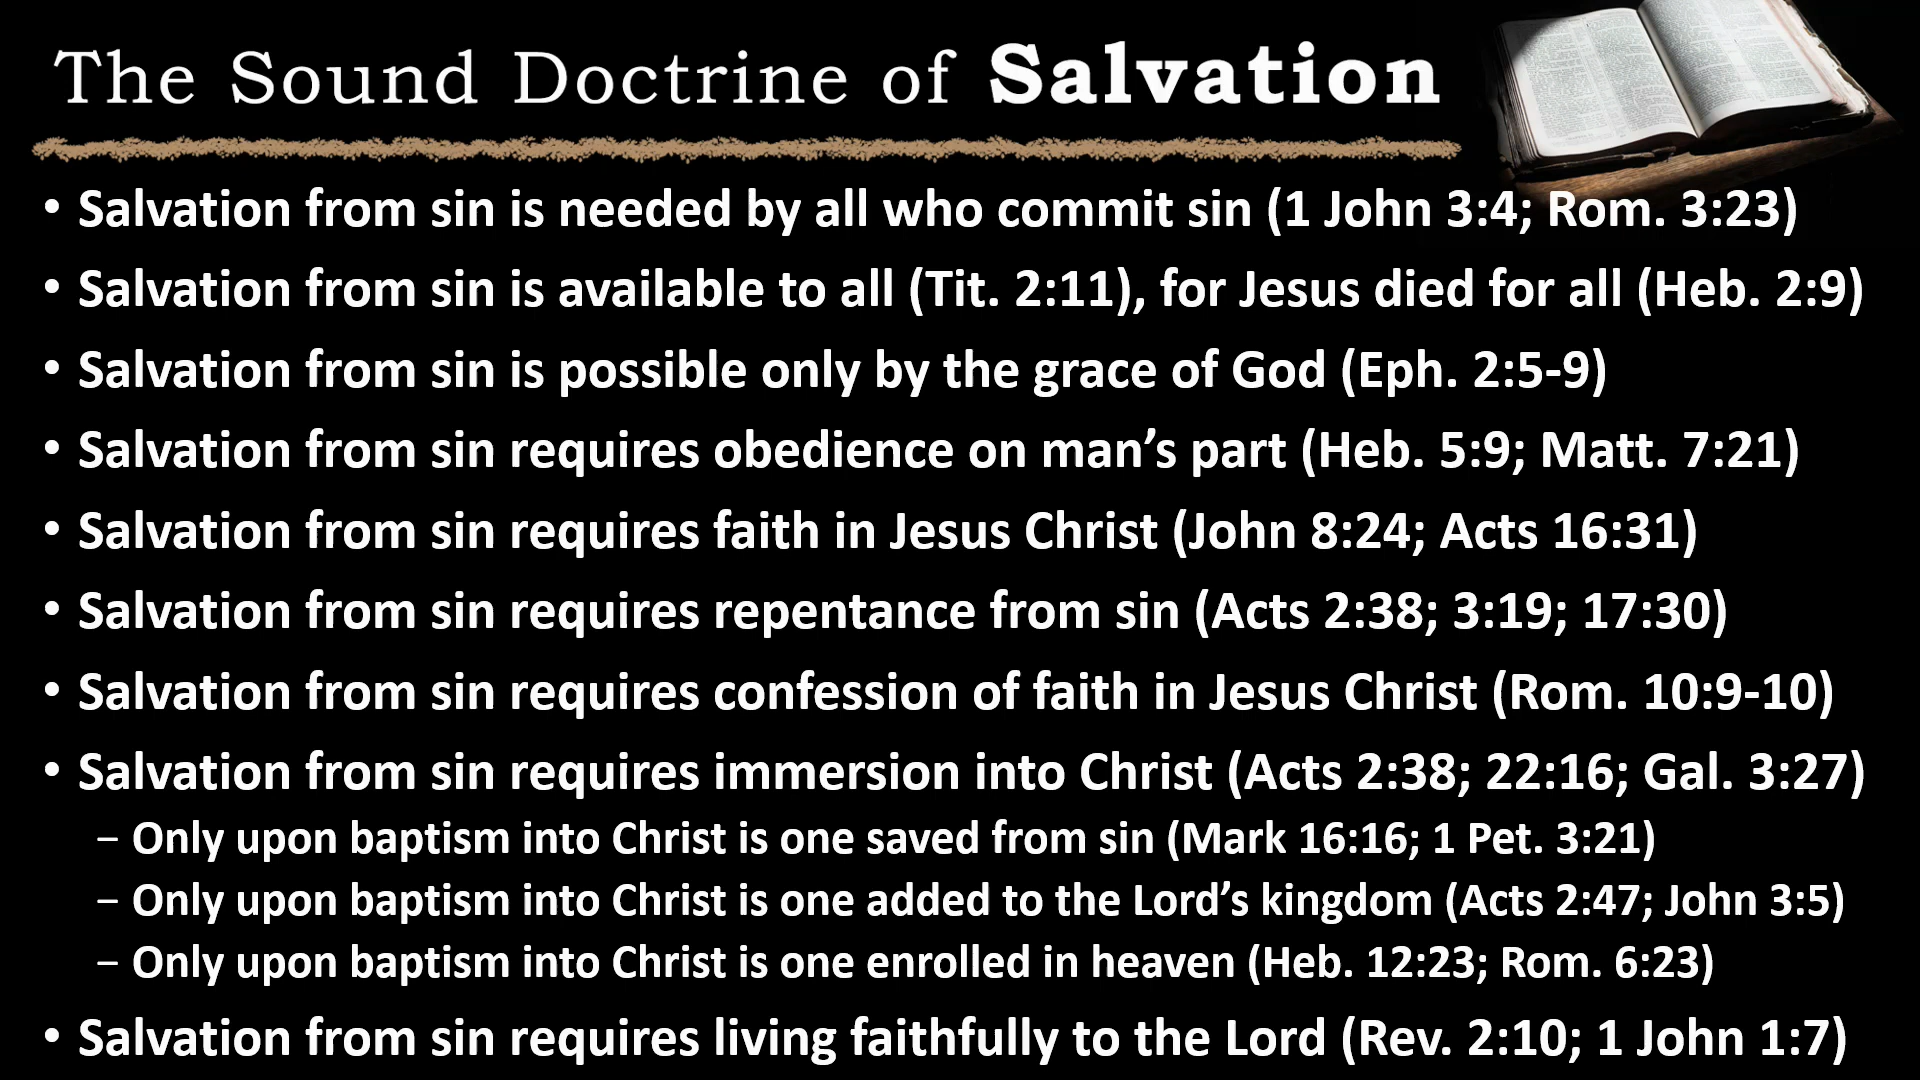 The Sound Doctrine of Salvation
• Salvation from sin is needed by all who commit sin (1 John 3:4; Rom. 3:23)
• Salvation from sin is available to all (Tit. 2:11), for Jesus died for all (Heb. 2:9)
• Salvation from sin is possible only by the grace of God (Eph. 2:5-9)
• Salvation from sin requires obedience on man’s part (Heb. 5:9; Matt. 7:21)
• Salvation from sin requires faith in Jesus Christ (John 8:24; Acts 16:31)
• Salvation from sin requires repentance from sin (Acts 2:38; 3:19; 17:30)
• Salvation from sin requires confession of faith in Jesus Christ (Rom. 10:9-10)
• Salvation from sin requires immersion into Christ (Acts 2:38; 22:16; Gal. 3:27)
– Only upon baptism into Christ is one saved from sin (Mark 16:16; 1 Pet. 3:21)
– Only upon baptism into Christ is one added to the Lord’s kingdom (Acts 2:47; John 3:5)
– Only upon baptism into Christ is one enrolled in heaven (Heb. 12:23; Rom. 6:23)
• Salvation from sin requires living faithfully to the Lord (Rev. 2:10; 1 John 1:7)